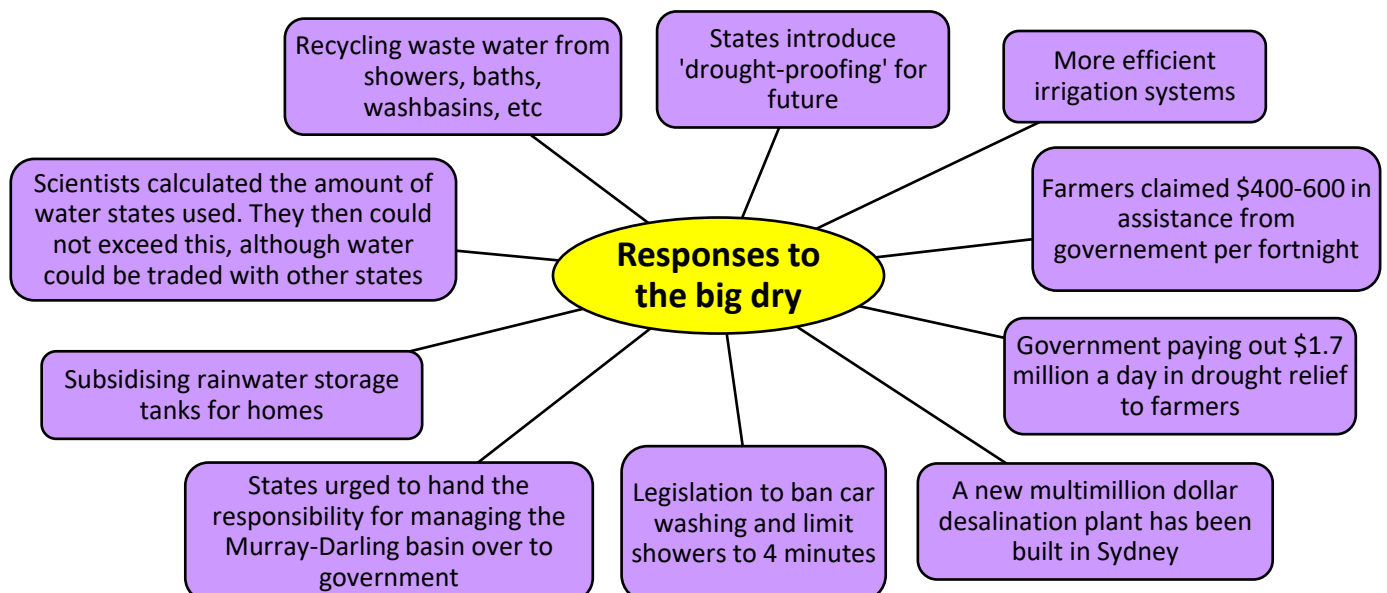 Recycling waste water from
showers, baths,
washbasins, etc
States introduce
'drought-proofing' for
future
More efficient
irrigation systems
Scientists calculated the amount of
water states used. They then could
not exceed this, although water
could be traded with other states
Responses to
the big dry
Farmers claimed $400-600 in
assistance from
governement per fortnight
Subsidising rainwater storage
tanks for homes
Government paying out $1.7
million a day in drought relief
to farmers
States urged to hand the
responsibility for managing the
Murray-Darling basin over to
government
Legislation to ban car
washing and limit
showers to 4 minutes
A new multimillion dollar
desalination plant has been
built in Sydney